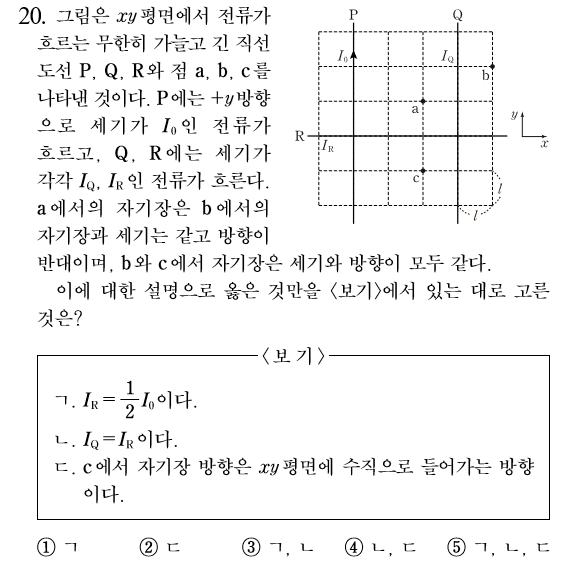 20. 그림은 xy평면에서 전류가
흐르는 무한히 가늘고 긴 직선
도선 P, Q, R와 점 a, b, c를
나타낸 것이다. P에는 +y방향
으로 세기가 I₀인 전류가
흐르고, Q, R에는 세기가
각각 I_Q, I_R인 전류가 흐른다.
a에서의 자기장은 b에서의
자기장과 세기는 같고 방향이
반대이며, b와 c에서 자기장은 세기와 방향이 모두 같다.
P
Q
I₀
I_Q
b
a
y
x
R
I_R
c
l
l
이에 대한 설명으로 옳은 것만을 <보기>에서 있는 대로 고른
것은?
<보 기>
ㄱ. I_R = 1/2 I₀이다.
ㄴ. I_Q = I_R이다.
ㄷ. c에서 자기장 방향은 xy평면에 수직으로 들어가는 방향
이다.
① ㄱ ② ㄷ ③ ㄱ, ㄴ ④ ㄴ, ㄷ ⑤ ㄱ, ㄴ, ㄷ